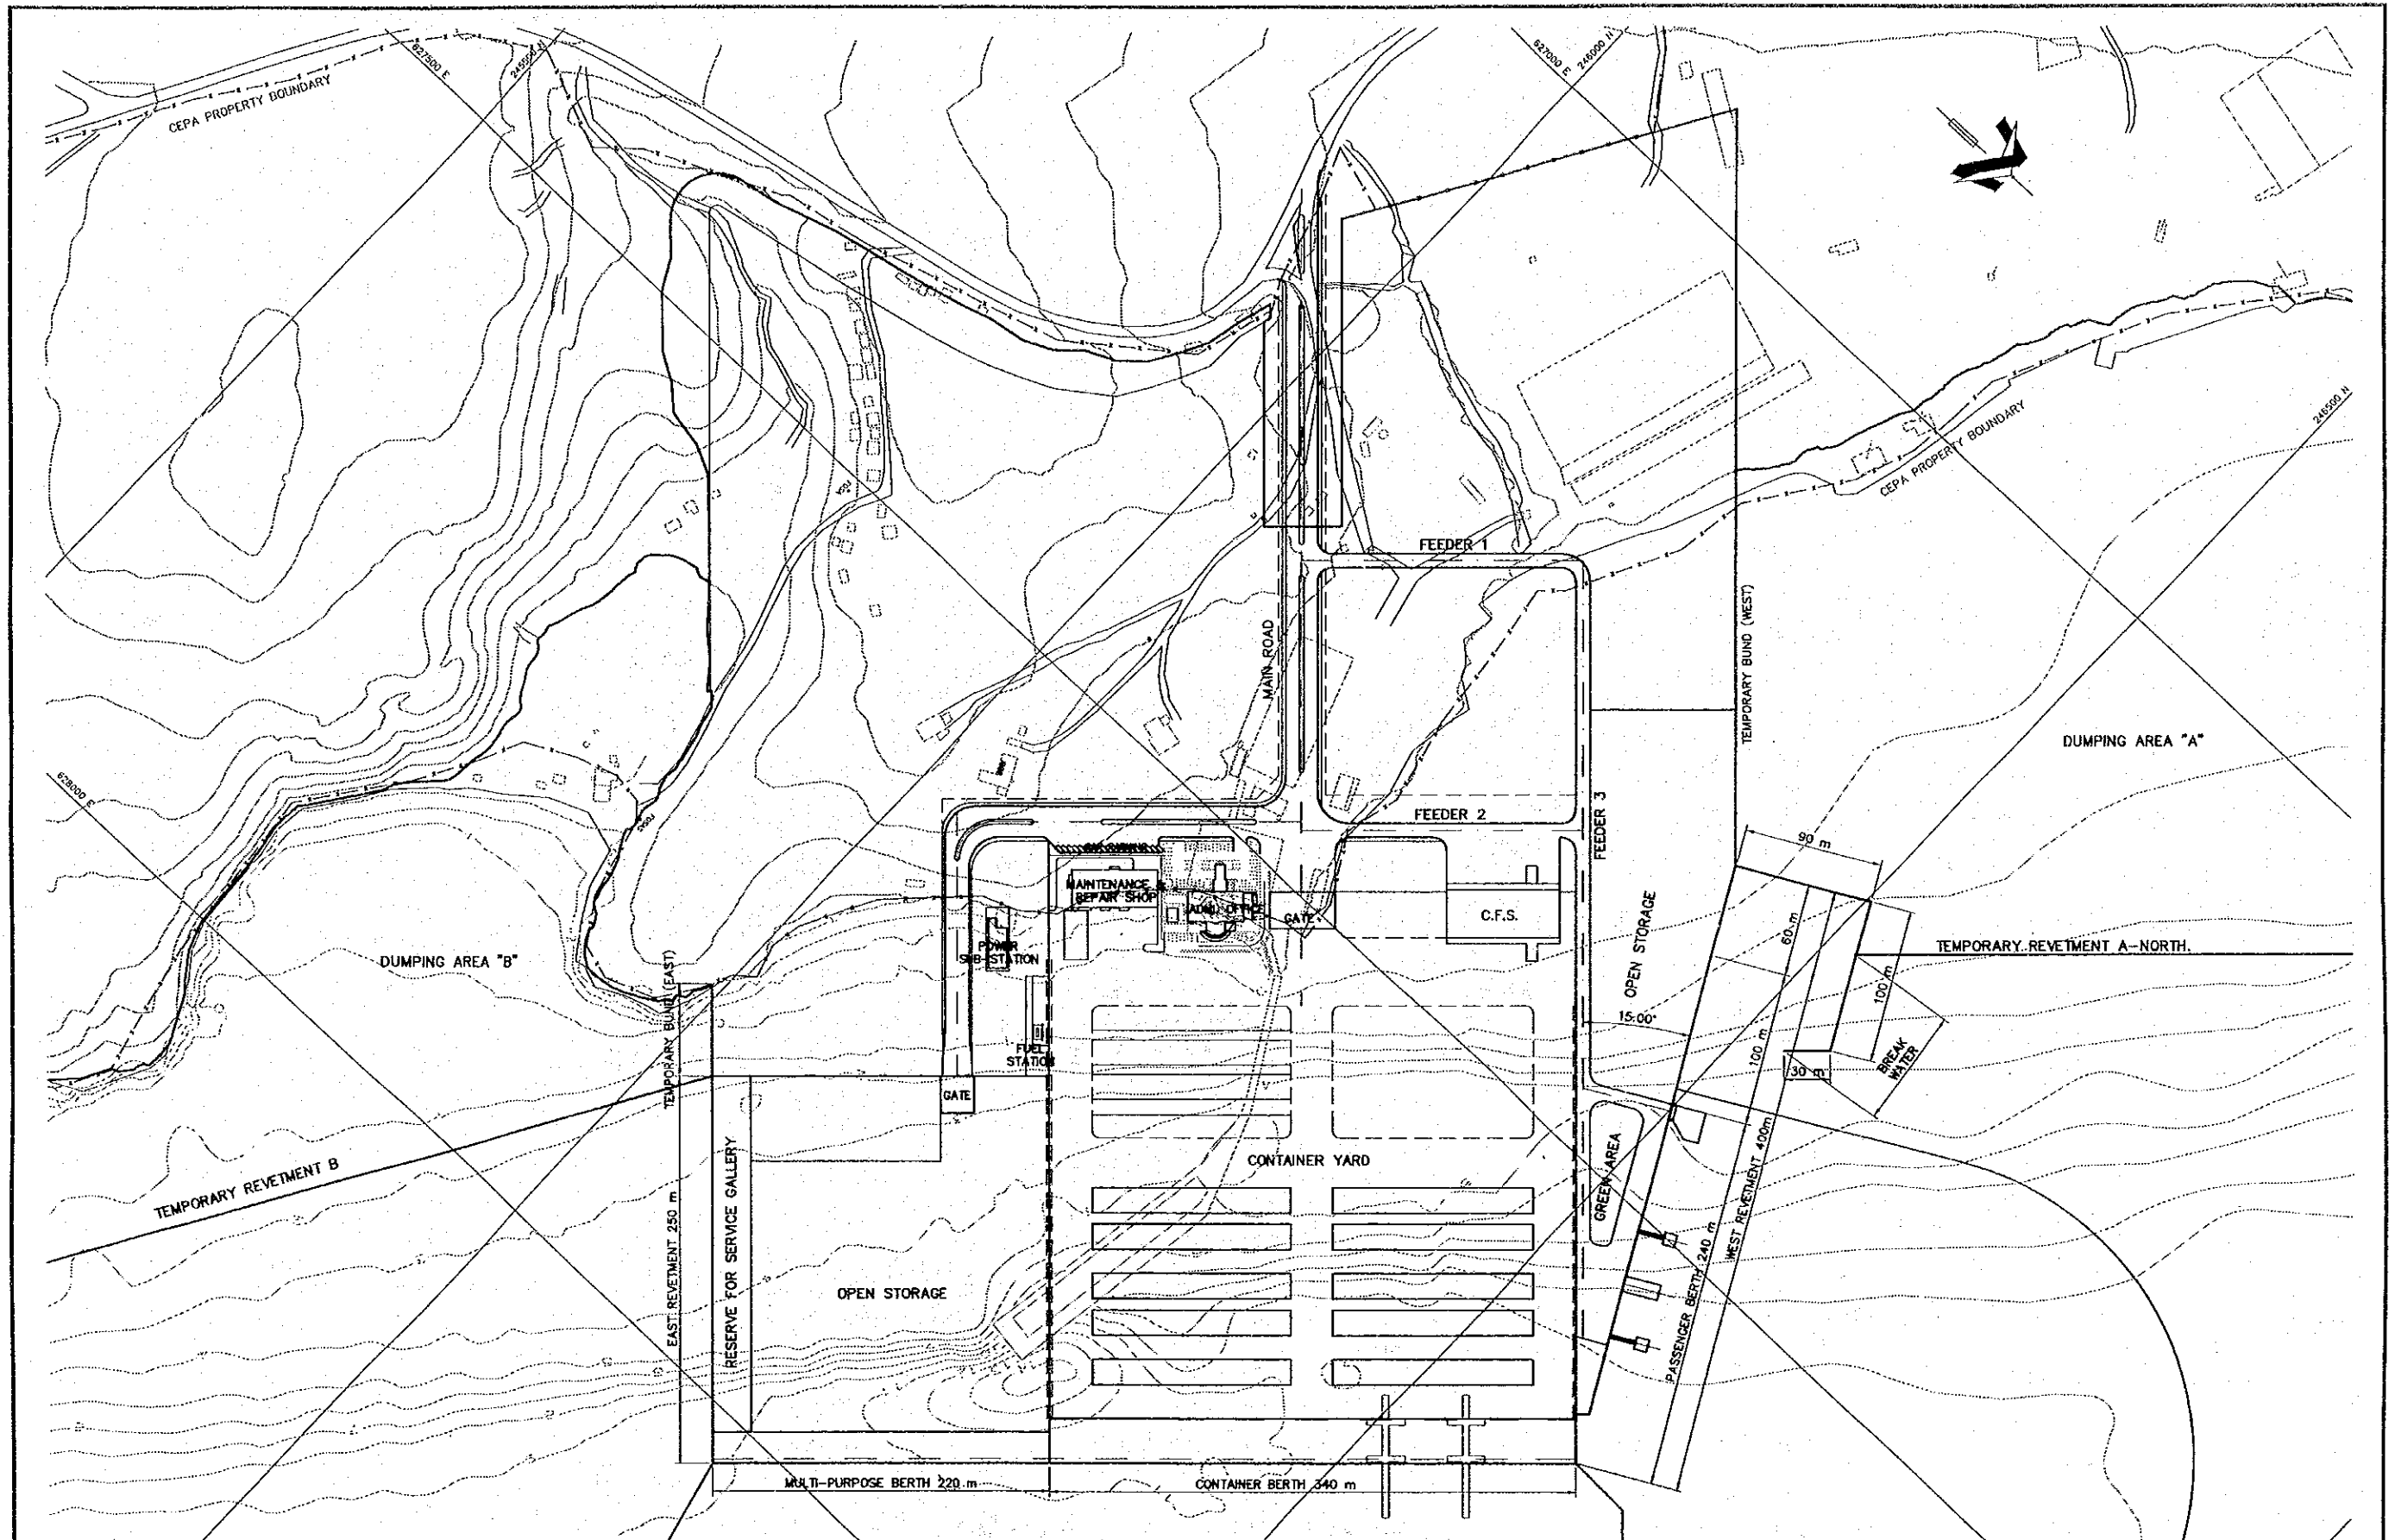 627500 E
245500 N
627000 E
246000 N
CEPA PROPERTY BOUNDARY
246500 N
CEPA PROPERTY BOUNDARY
FEEDER 1
MAIN ROAD
TEMPORARY BUND (WEST)
DUMPING AREA "A"
628000 E
FEEDER 2
FEEDER 3
90 m
MAINTENANCE &
REPAIR SHOP
ADM. OFFICE
GATE
C.F.S.
OPEN STORAGE
60 m
TEMPORARY REVETMENT A-NORTH.
POWER
SUB-STATION
DUMPING AREA "B"
TEMPORARY BUND (EAST)
100 m
15.00°
FUEL
STATION
100 m
30 m
BREAK
WATER
GATE
TEMPORARY REVETMENT B
RESERVE FOR SERVICE GALLERY
CONTAINER YARD
GREEN AREA
WEST REVETMENT 400m
EAST REVETMENT 250 m
OPEN STORAGE
PASSENGER BERTH 240 m
MULTI-PURPOSE BERTH 220 m
CONTAINER BERTH 340 m